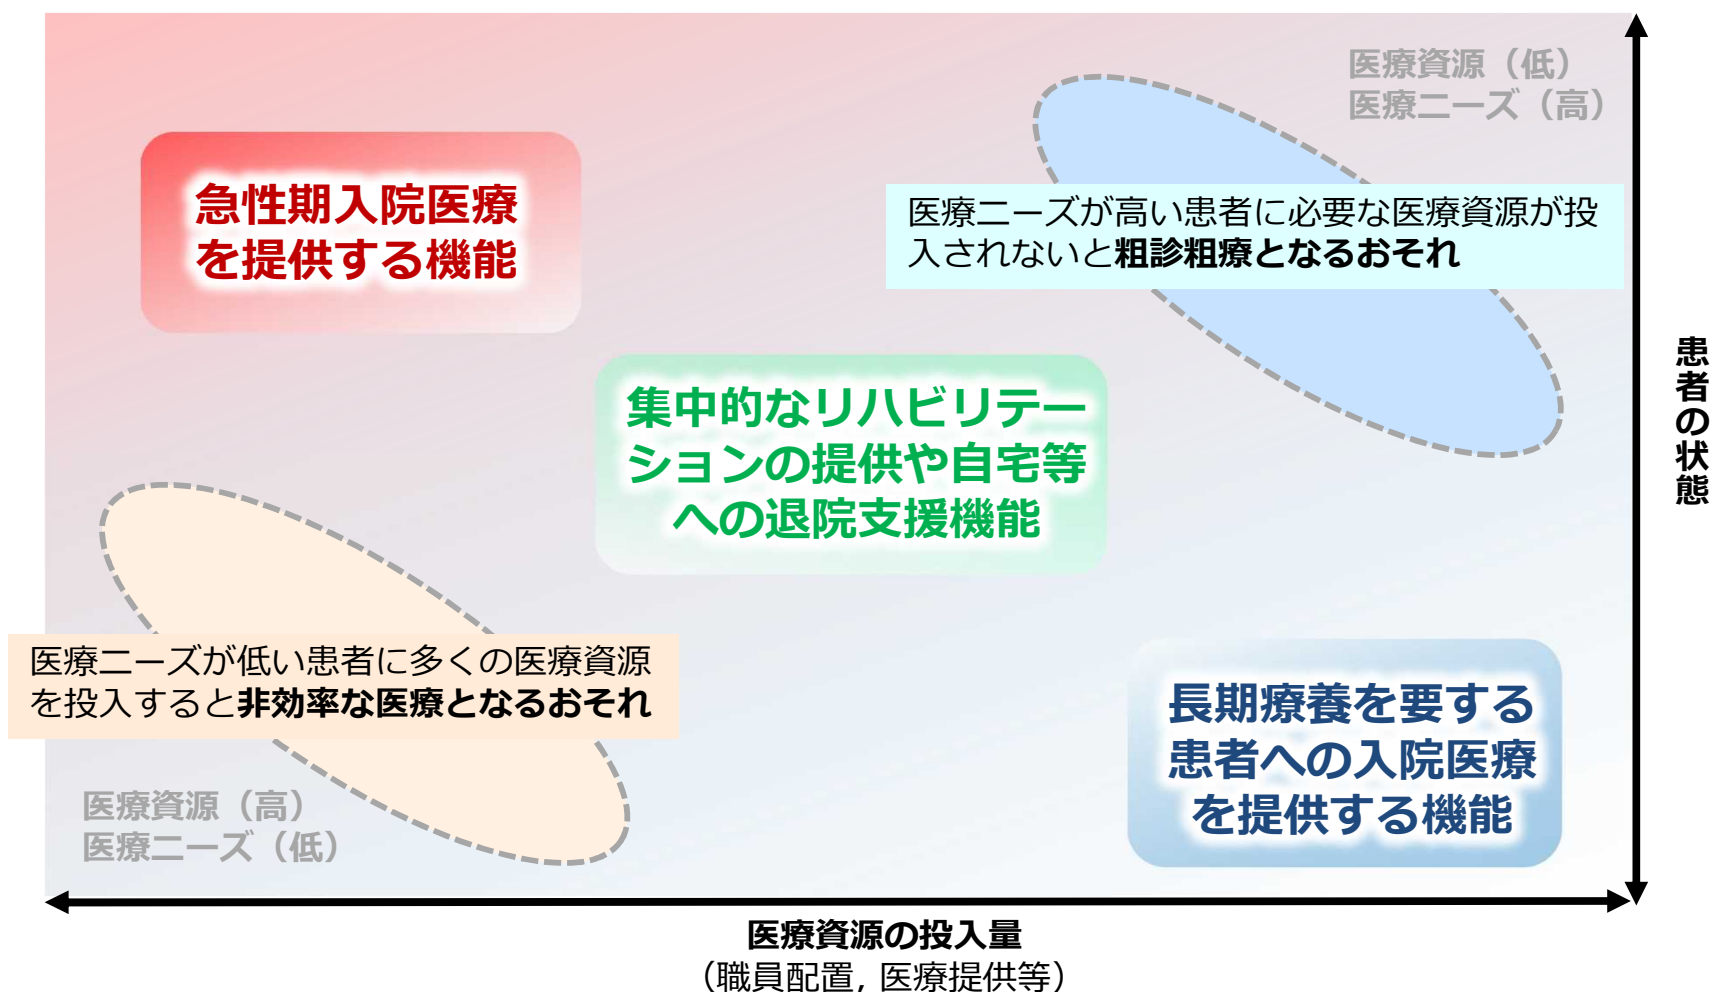 医療資源（低）
医療ニーズ（高）
急性期入院医療
を提供する機能
医療ニーズが高い患者に必要な医療資源が投
入されないと粗診粗療となるおそれ
患者の状態
集中的なリハビリテー
ションの提供や自宅等
への退院支援機能
医療ニーズが低い患者に多くの医療資源
を投入すると非効率な医療となるおそれ
長期療養を要する
患者への入院医療
を提供する機能
医療資源（高）
医療ニーズ（低）
医療資源の投入量
（職員配置, 医療提供等）